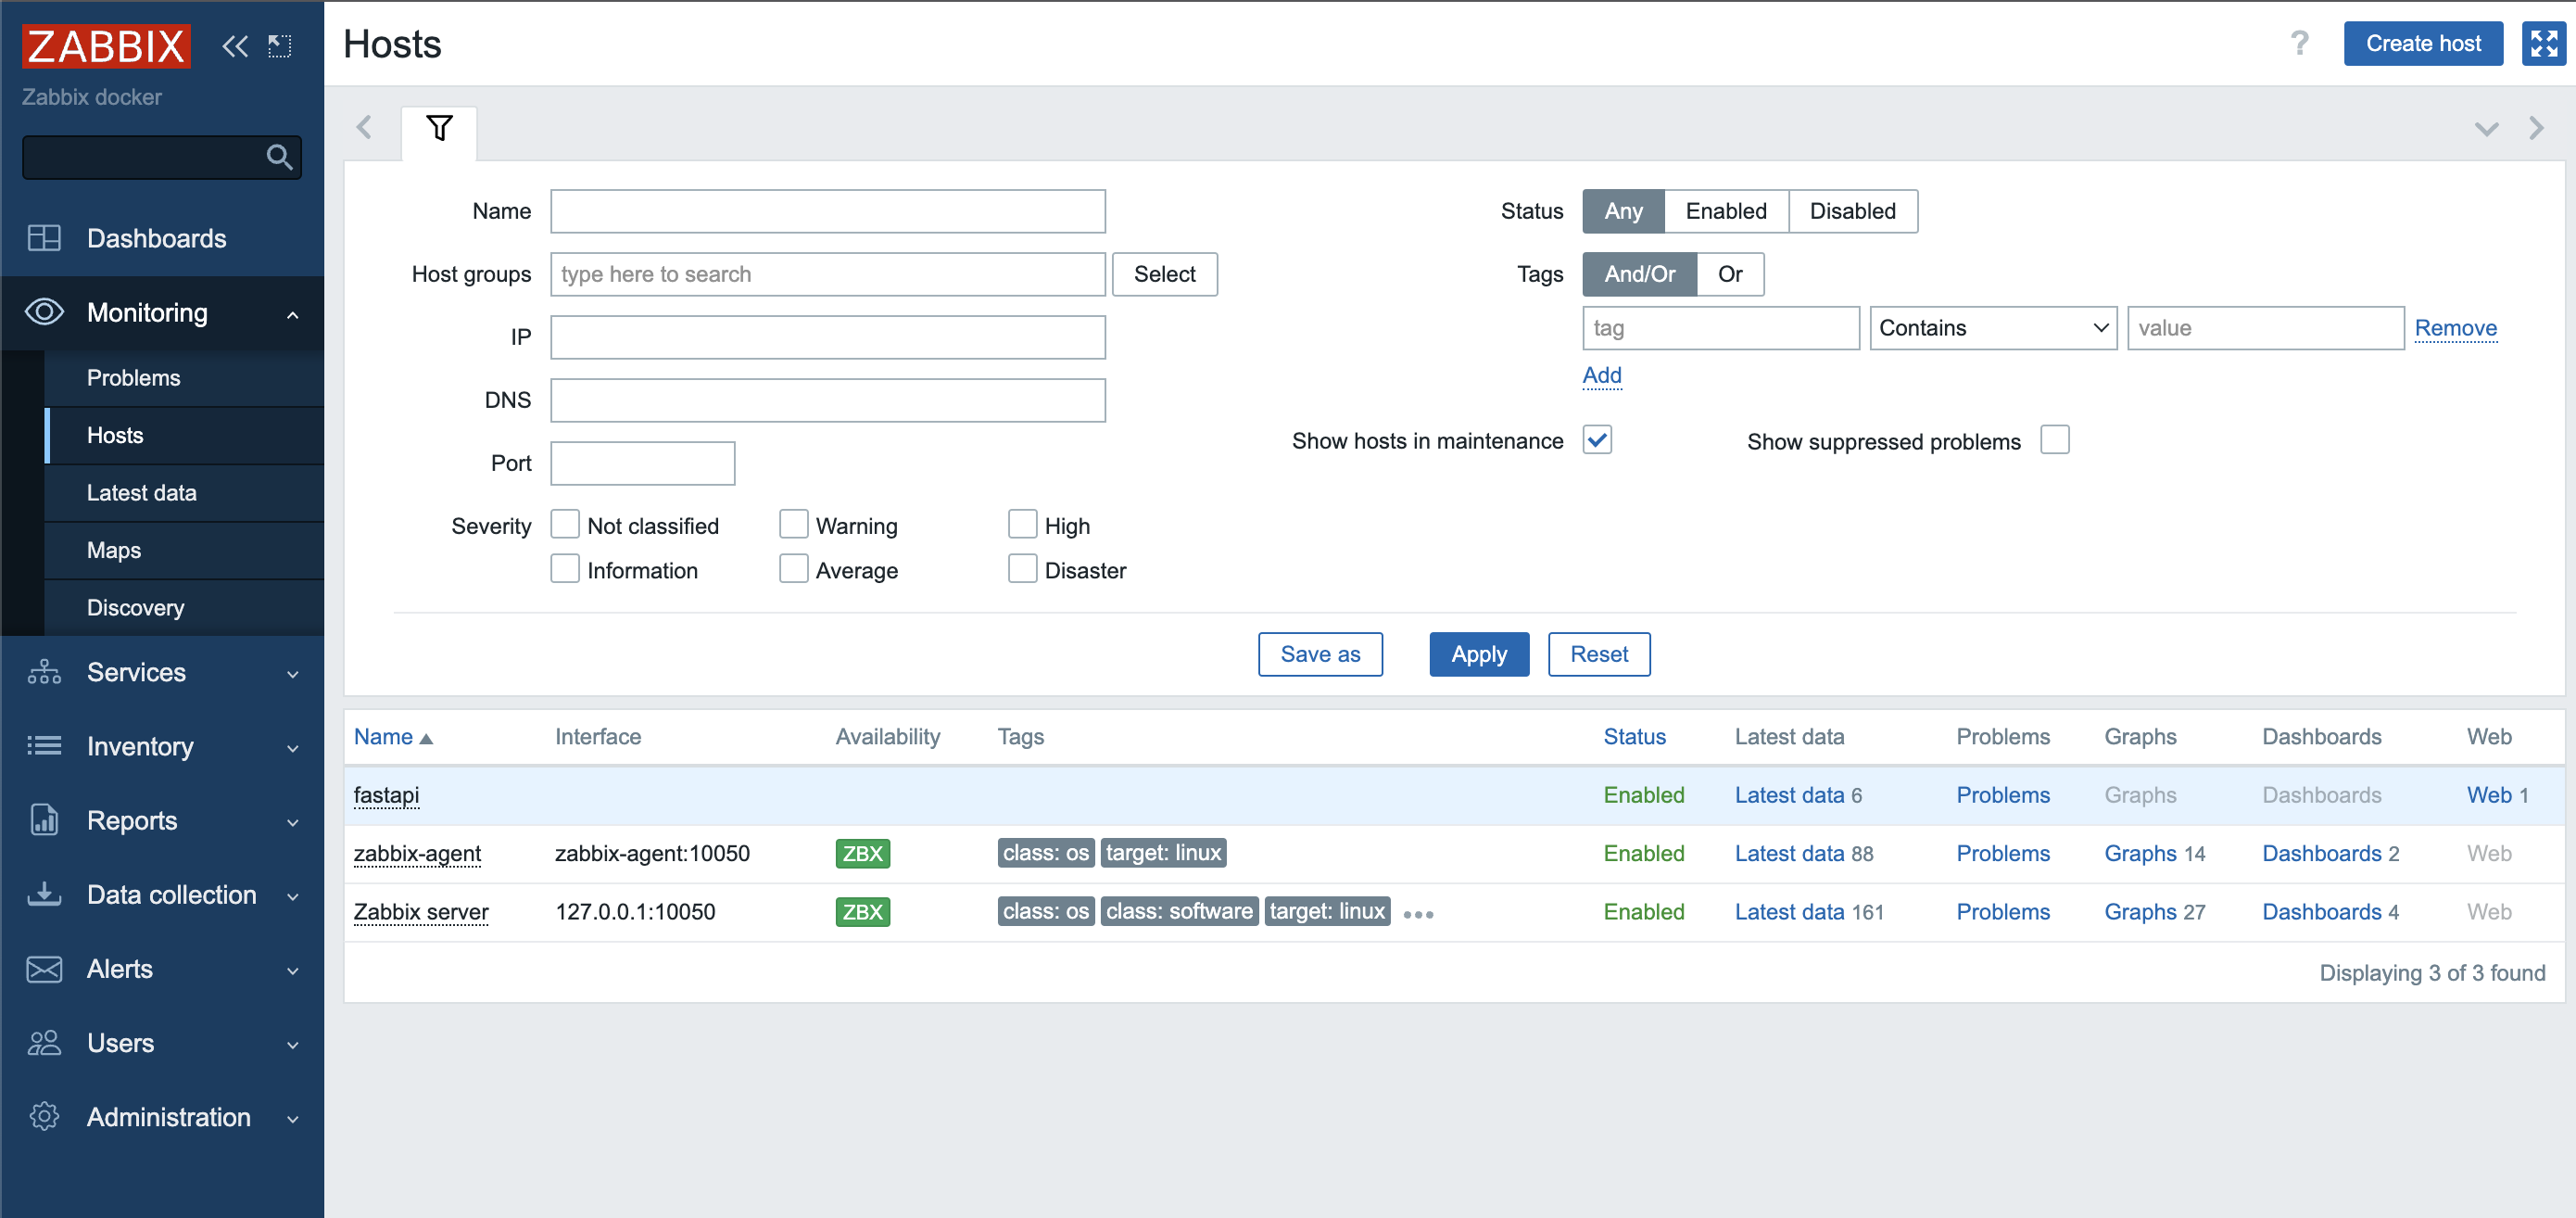 ZABBIX
Zabbix docker
Dashboards
Monitoring
Problems
Hosts
Latest data
Maps
Discovery
Services
Inventory
Reports
Data collection
Alerts
Users
Administration
Hosts
? Create host
Name
Host groups type here to search Select
IP
DNS
Port
Severity Not classified Warning High
Information Average Disaster
Status Any Enabled Disabled
Tags And/Or Or
tag Contains value Remove
Add
Show hosts in maintenance Show suppressed problems
Save as Apply Reset
Name Interface Availability Tags Status Latest data Problems Graphs Dashboards Web
fastapi Enabled Latest data 6 Problems Graphs Dashboards Web 1
zabbix-agent zabbix-agent:10050 ZBX class: os target: linux Enabled Latest data 88 Problems Graphs 14 Dashboards 2 Web
Zabbix server 127.0.0.1:10050 ZBX class: os class: software target: linux ••• Enabled Latest data 161 Problems Graphs 27 Dashboards 4 Web
Displaying 3 of 3 found